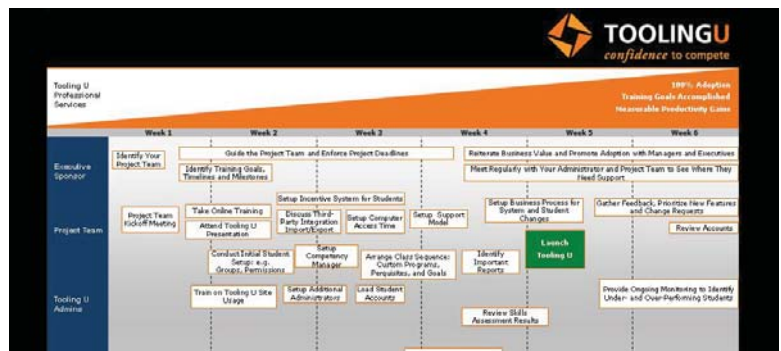 TOOLINGU
confidence to compete
Tooling U
Professional
Services
100% Adoption
Training Goals Accomplished
Measurable Productivity Gains
Week 1
Week 2
Week 3
Week 4
Week 5
Week 6
Executive
Sponsor
Identify Your
Project Team
Guide the Project Team and Enforce Project Deadlines
Reiterate Business Value and Promote Adoption with Managers and Executives
Identify Training Goals,
Timelines and Milestones
Meet Regularly with Your Administrator and Project Team to See Where They
Need Support
Project Team
Project Team
Kickoff Meeting
Take Online Training
Attend Tooling U
Presentation
Setup Incentive System for Students
Discuss Third-
Party Integration
Import/Export
Setup Computer
Access Time
Setup Support
Model
Setup Business Process for
System and Student
Changes
Gather Feedback, Prioritize New Features
and Change Requests
Review Accounts
Launch
Tooling U
Conduct Initial Student
Setup: e.g.
Groups, Permissions
Setup
Competency
Manager
Arrange Class Sequence:
Custom Programs,
Perquisites, and Goals
Identify
Important
Reports
Tooling U
Admins
Train on Tooling U Site
Usage
Setup Additional
Administrators
Load Student
Accounts
Review Skills
Assessment Results
Provide Ongoing Monitoring to Identify
Under- and Over-Performing Students